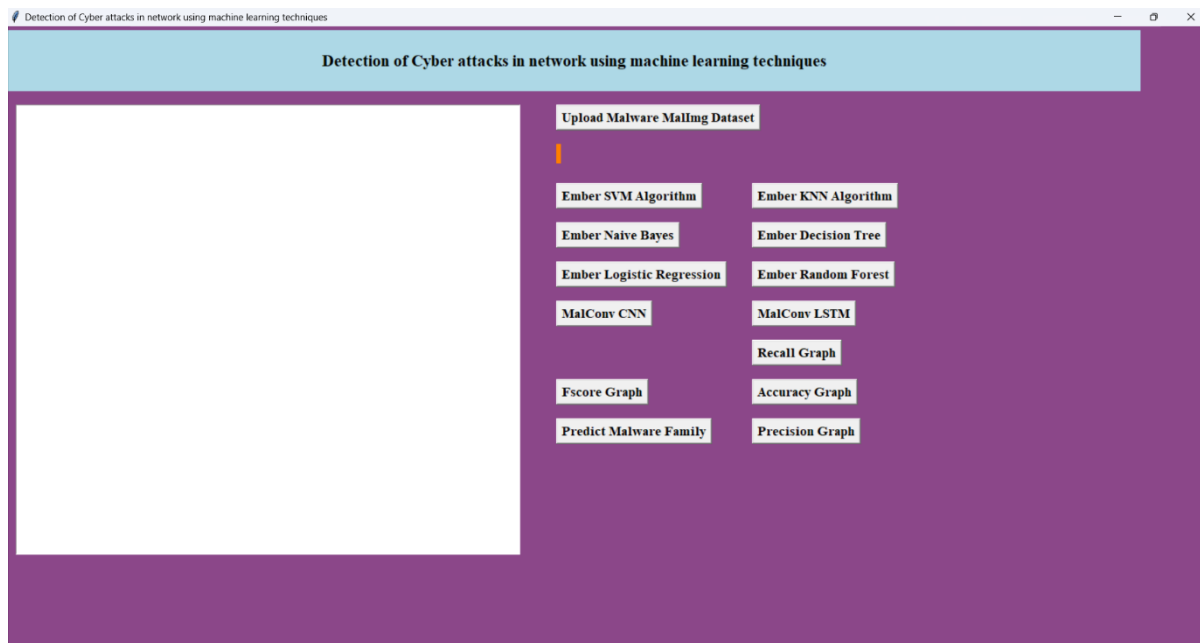 Detection of Cyber attacks in network using machine learning techniques
Detection of Cyber attacks in network using machine learning techniques
Upload Malware MalImg Dataset
Ember SVM Algorithm
Ember KNN Algorithm
Ember Naive Bayes
Ember Decision Tree
Ember Logistic Regression
Ember Random Forest
MalConv CNN
MalConv LSTM
Recall Graph
Fscore Graph
Accuracy Graph
Predict Malware Family
Precision Graph